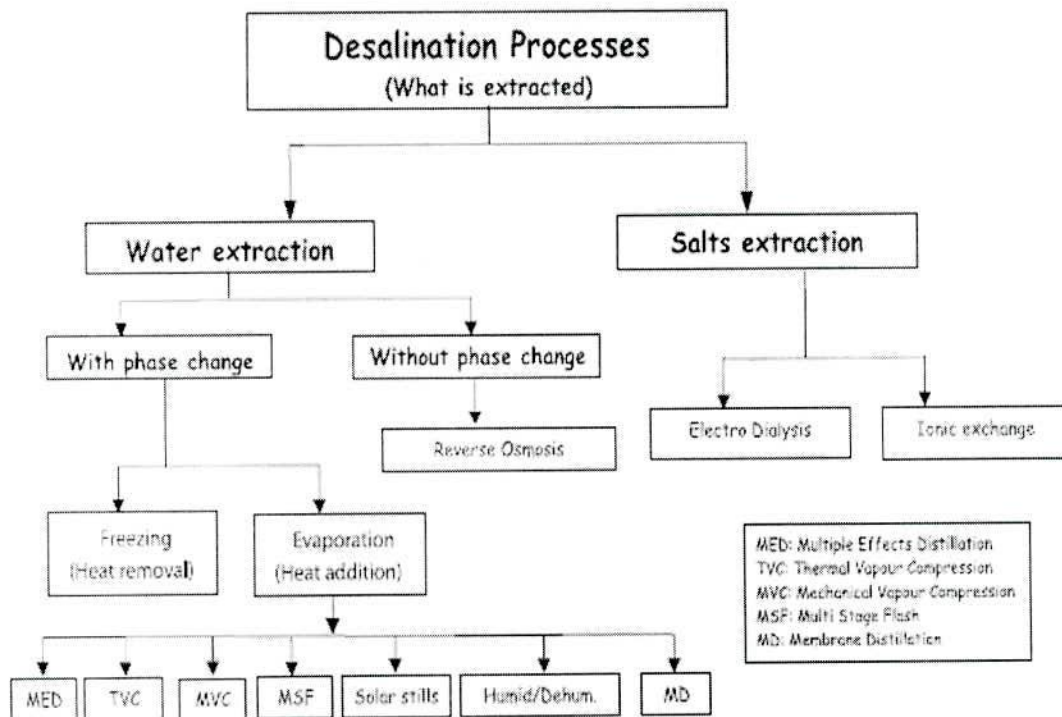 Desalination Processes
(What is extracted)
Water extraction
Salts extraction
With phase change
Without phase change
Reverse Osmosis
Electro Dialysis
Ionic exchange
Freezing
(Heat removal)
Evaporation
(Heat addition)
MED: Multiple Effects Distillation
TVC: Thermal Vapour Compression
MVC: Mechanical Vapour Compression
MSF: Multi Stage Flash
MD: Membrane Distillation
MED
TVC
MVC
MSF
Solar stills
Humid/Dehum.
MD